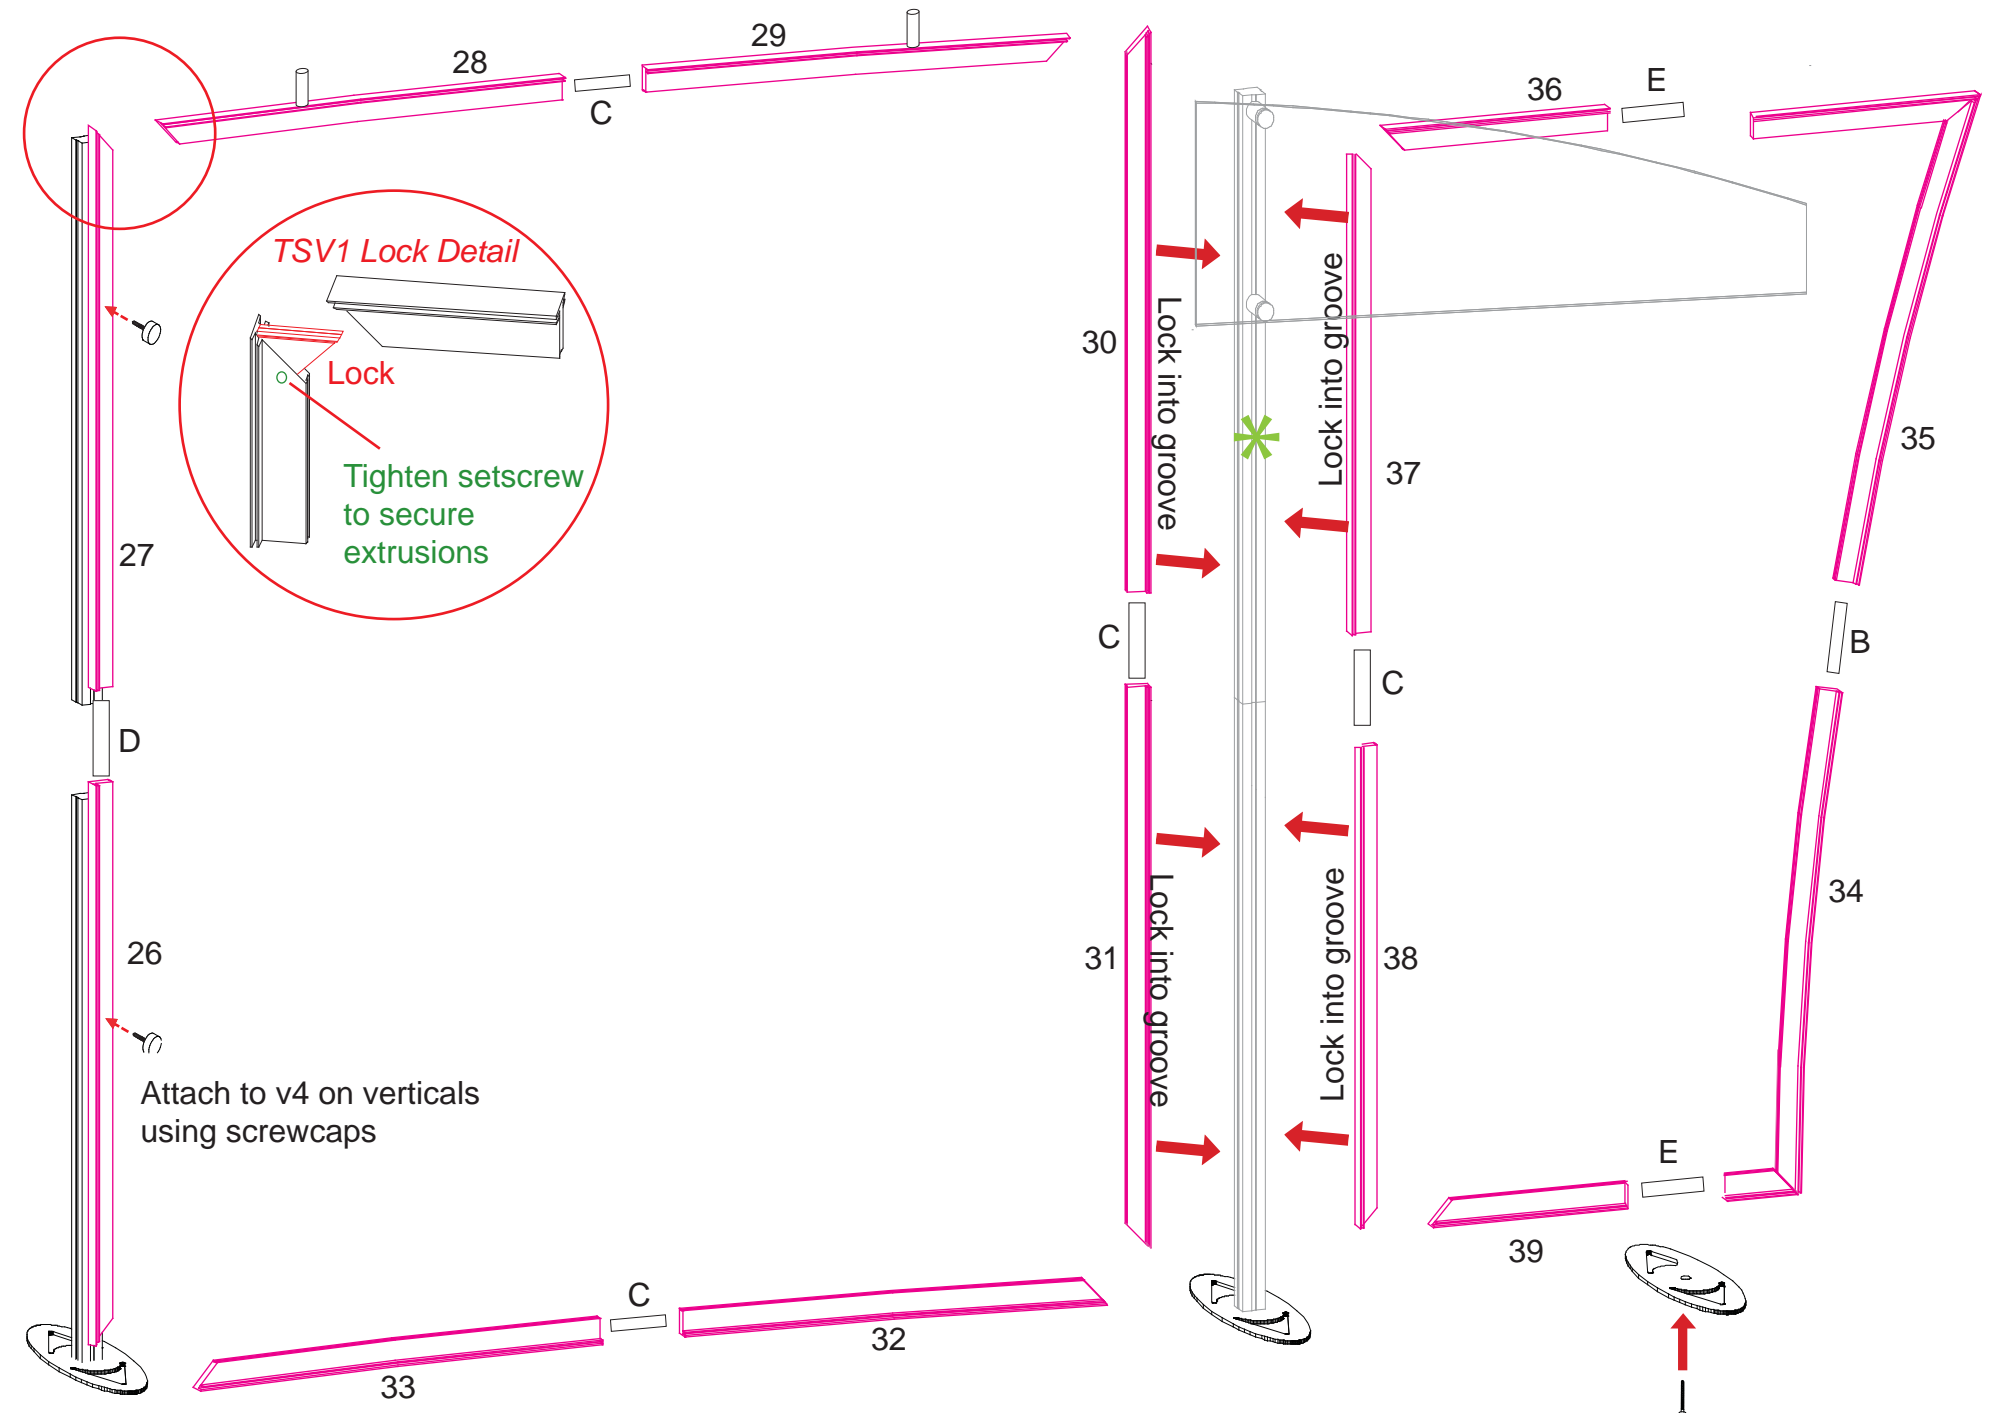 29
28
C
36
E
TSV1 Lock Detail
Lock
Tighten setscrew
to secure
extrusions
30
Lock into groove
Lock into groove
37
35
27
C
C
B
D
26
31
Lock into groove
Lock into groove
38
34
Attach to v4 on verticals
using screwcaps
E
39
C
32
33